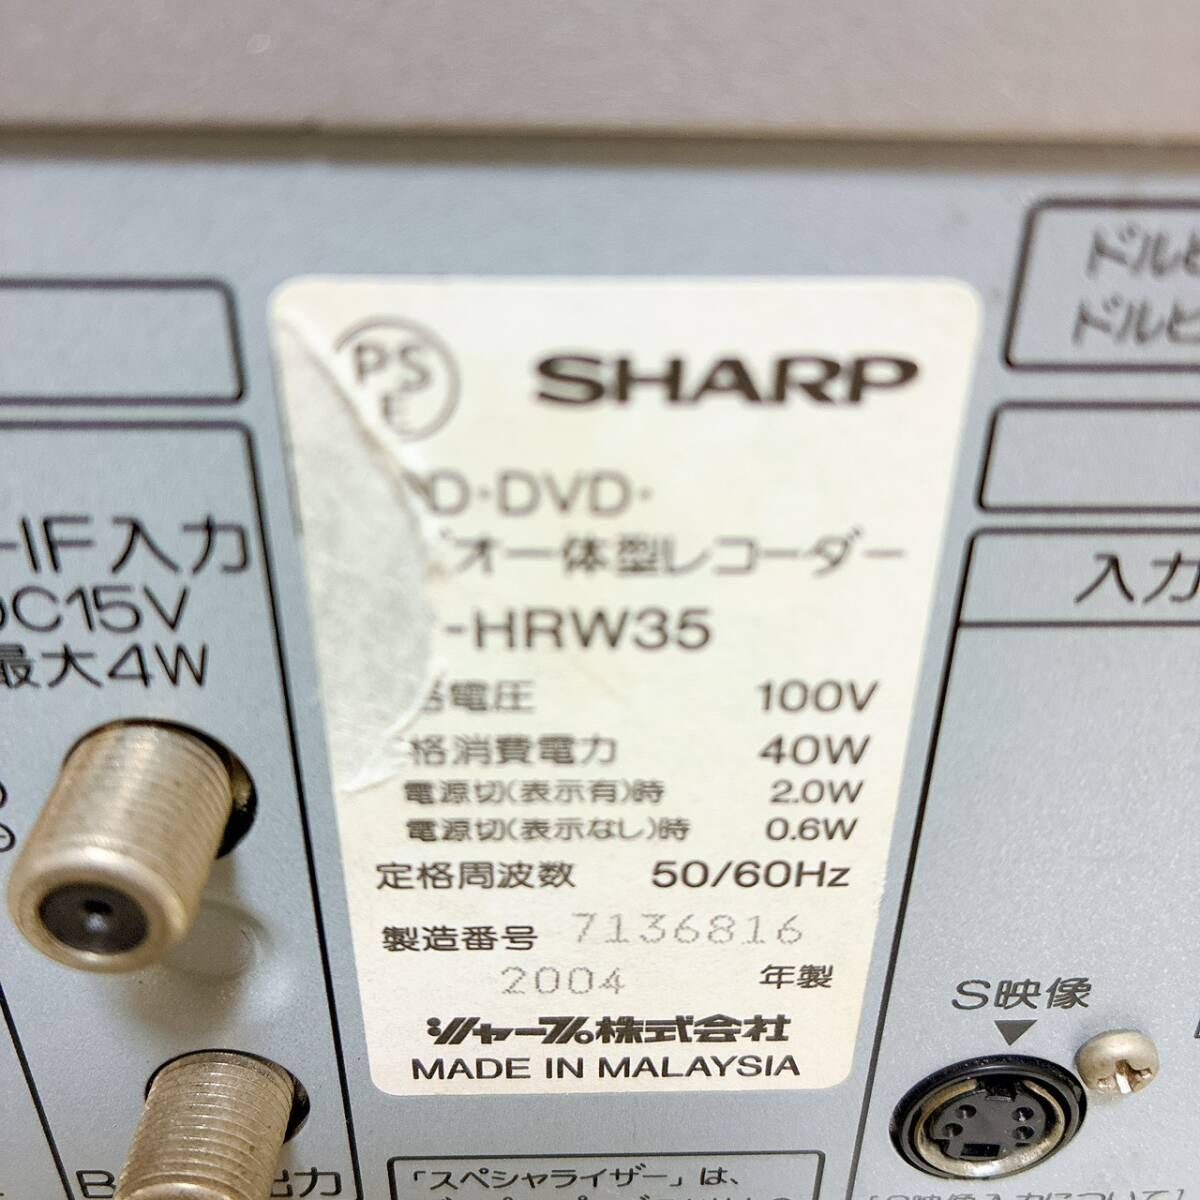 PS
E
SHARP
D・DVD・
オ一体型レコーダー
-HRW35
電圧 100V
格消費電力 40W
電源切(表示有)時 2.0W
電源切(表示なし)時 0.6W
定格周波数 50/60Hz
製造番号 7136816
2004 年製
シャープ株式会社
MADE IN MALAYSIA
-IF入力
DC15V
最大4W
出力
「スペシャライザー」は、
ドルビ
ドルビ
入力
S映像